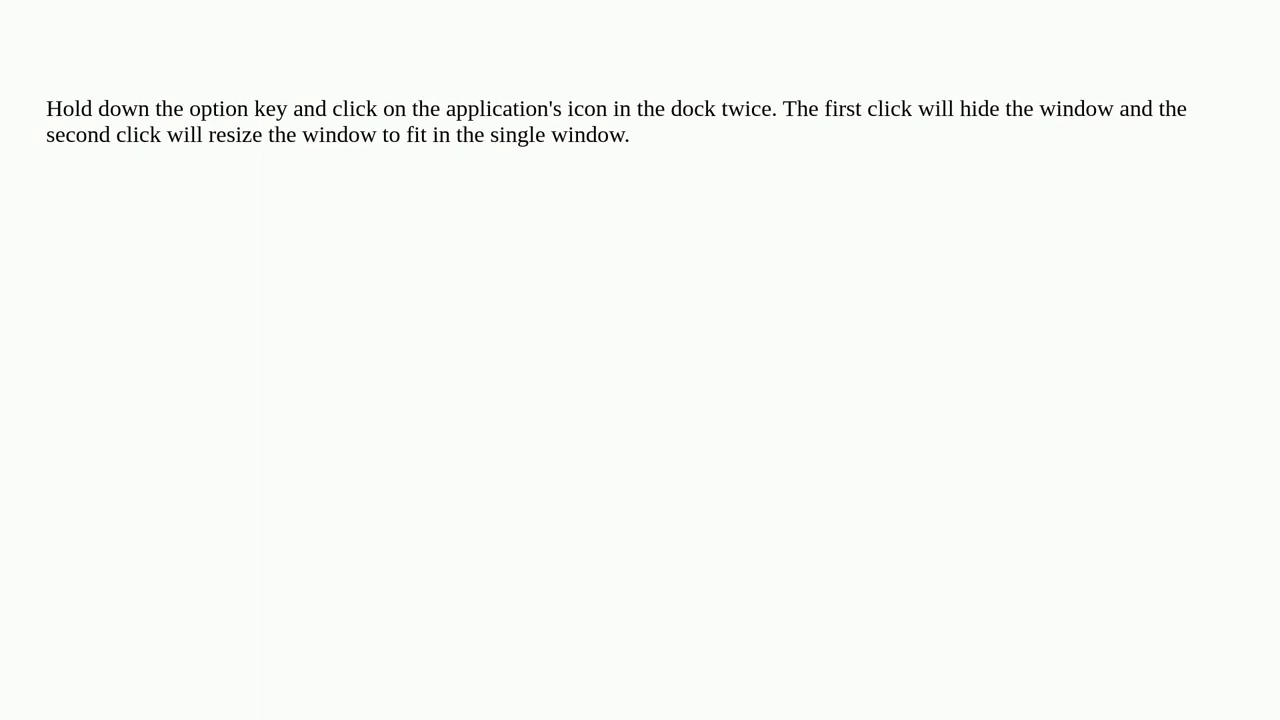 Hold down the option key and click on the application's icon in the dock twice. The first click will hide the window and the
second click will resize the window to fit in the single window.